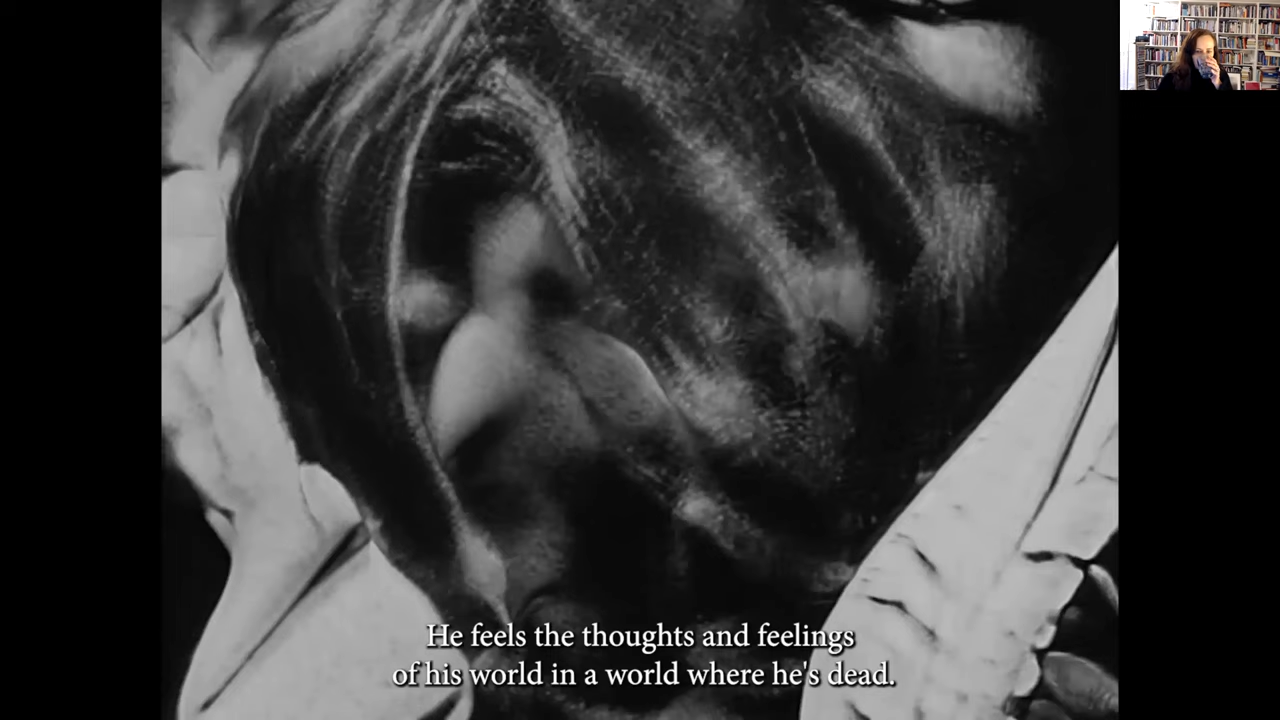 He feels the thoughts and feelings
of his world in a world where he's dead.